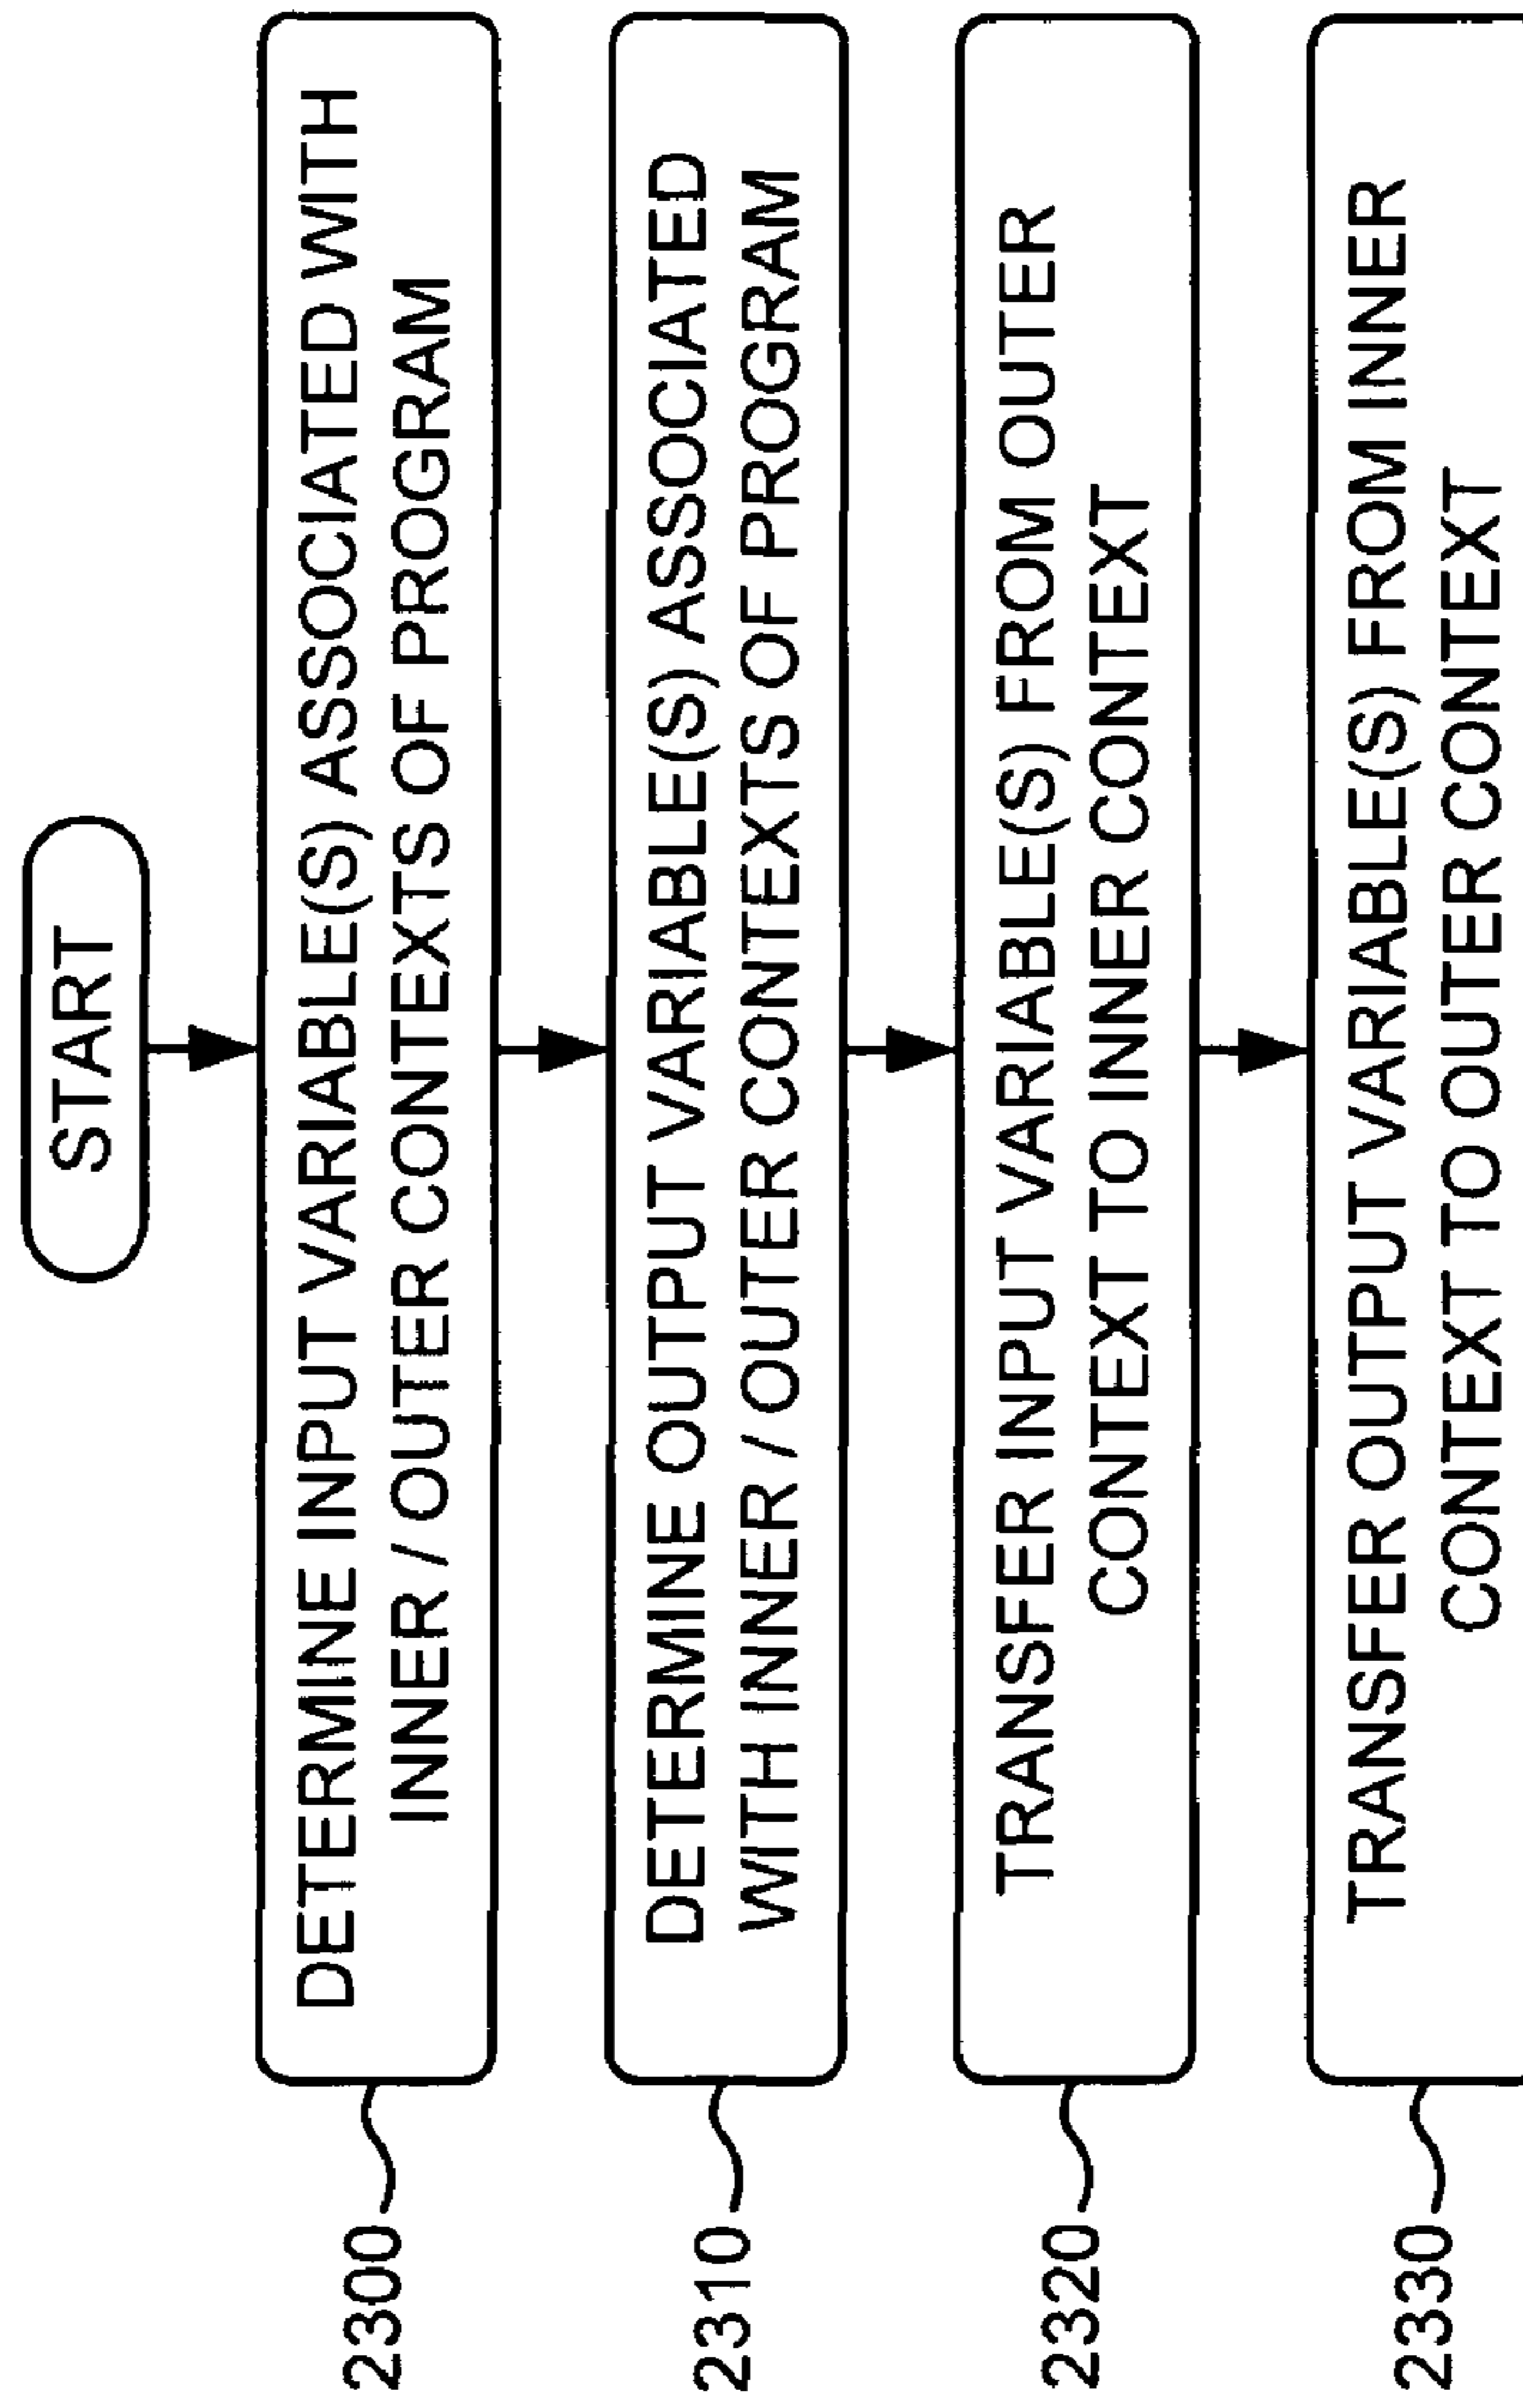 START
2300
DETERMINE INPUT VARIABLE(S) ASSOCIATED WITH
INNER / OUTER CONTEXTS OF PROGRAM
2310
DETERMINE OUTPUT VARIABLE(S) ASSOCIATED
WITH INNER / OUTER CONTEXTS OF PROGRAM
2320
TRANSFER INPUT VARIABLE(S) FROM OUTER
CONTEXT TO INNER CONTEXT
2330
TRANSFER OUTPUT VARIABLE(S) FROM INNER
CONTEXT TO OUTER CONTEXT